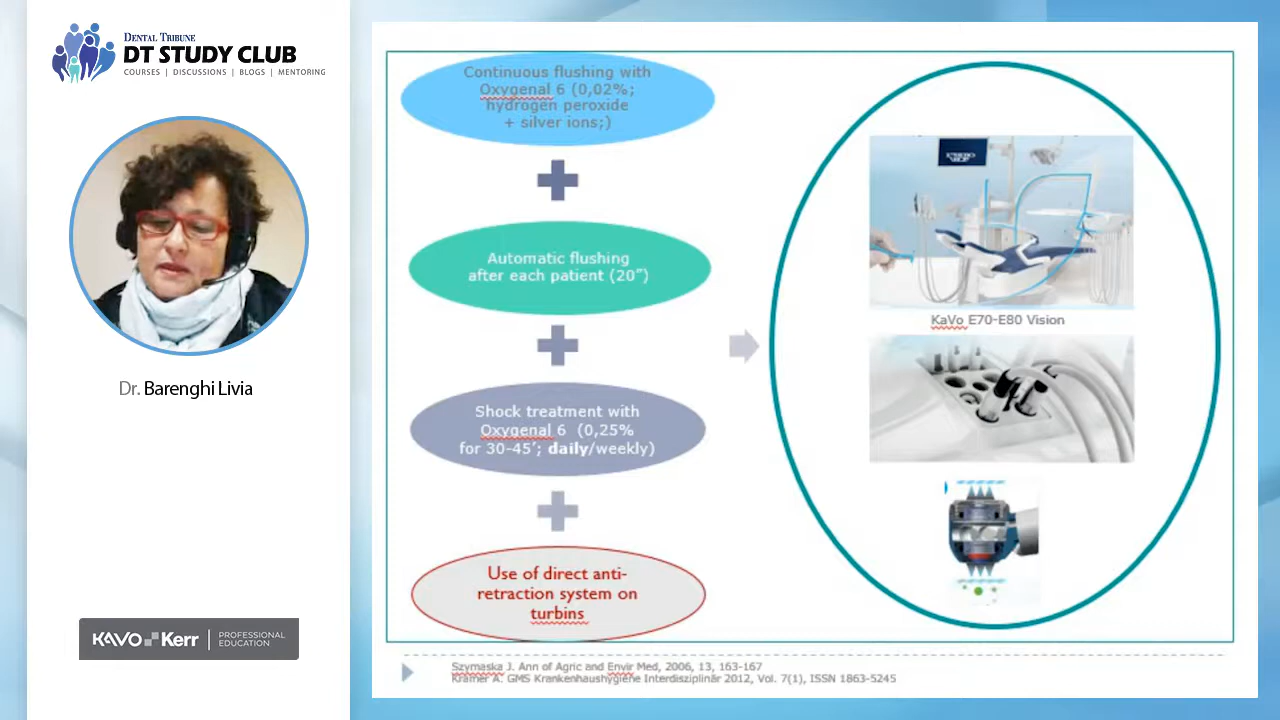 DENTAL TRIBUNE
DT STUDY CLUB
COURSES | DISCUSSIONS | BLOGS | MENTORING
Dr. Barenghi Livia
KAVO Kerr
PROFESSIONAL
EDUCATION
Continuous flushing with
Oxygenal 6 (0,02%;
hydrogen peroxide
+ silver ions;)
Automatic flushing
after each patient (20”)
Shock treatment with
Oxygenal 6 (0,25%
for 30-45’; daily/weekly)
Use of direct anti-
retraction system on
turbins
KaVo E70-E80 Vision
Szymaska J. Ann of Agric and Envir Med, 2006, 13, 163-167
Kramer A. GMS Krankenhaushygiene Interdisziplinär 2012, Vol. 7(1), ISSN 1863-5245